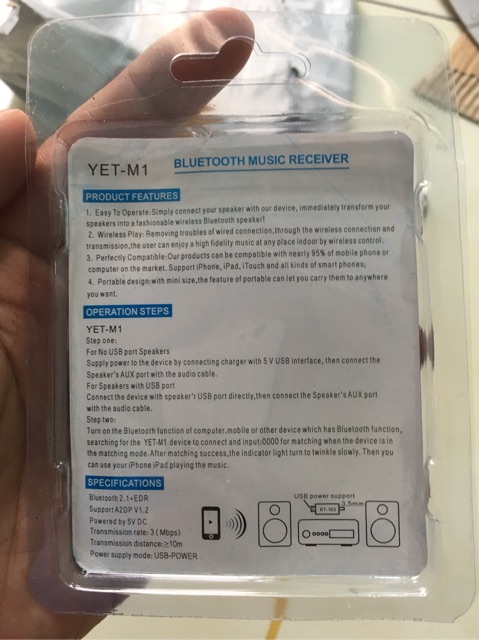 YET-M1 BLUETOOTH MUSIC RECEIVER
PRODUCT FEATURES
1. Easy To Operate:Simply connect your speaker with our device, immediately transform your
speakers into a fashionable wireless Bluetooth speaker!
2. Wireless Play: Removing troubles of wired connection,through the wireless connection and
transmission,the user can enjoy a high fidelity music at any place indoor by wireless control.
3. Perfectly Compatible:Our products can be compatible with nearly 95% of mobile phone or
computer on the market. Support iPhone, iPad, iTouch and all kinds of smart phones;
4. Portable design:with mini size,the feature of portable can let you carry them to anywhere
you want.
OPERATION STEPS
YET-M1
Step one:
For No USB port Speakers
Supply power to the device by connecting charger with 5 V USB interface, then connect the
Speaker's AUX port with the audio cable.
For Speakers with USB port
Connect the device with speake'r USB port directly,then connect the Speaker's AUX port
with the audio cable.
Step two:
Turn on the Bluetooth function of computer,mobile or other device which has Bluetooth function,
searching for the YET-M1 device to connect and input:0000 for matching when the device is in
the matching mode.After matching success,the indicator light turn to twinkle slowly. Then you
can use your iPhone iPad playing the music.
SPECIFICATIONS
Bluetooth 2.1+EDR
Support A2DP V1.2
Powered by 5V DC
Transmission rate: 3 ( Mbps)
Transmission distance:≥10m
Power supply mode: USB-POWER
USB power support
3.5mm
BT-163